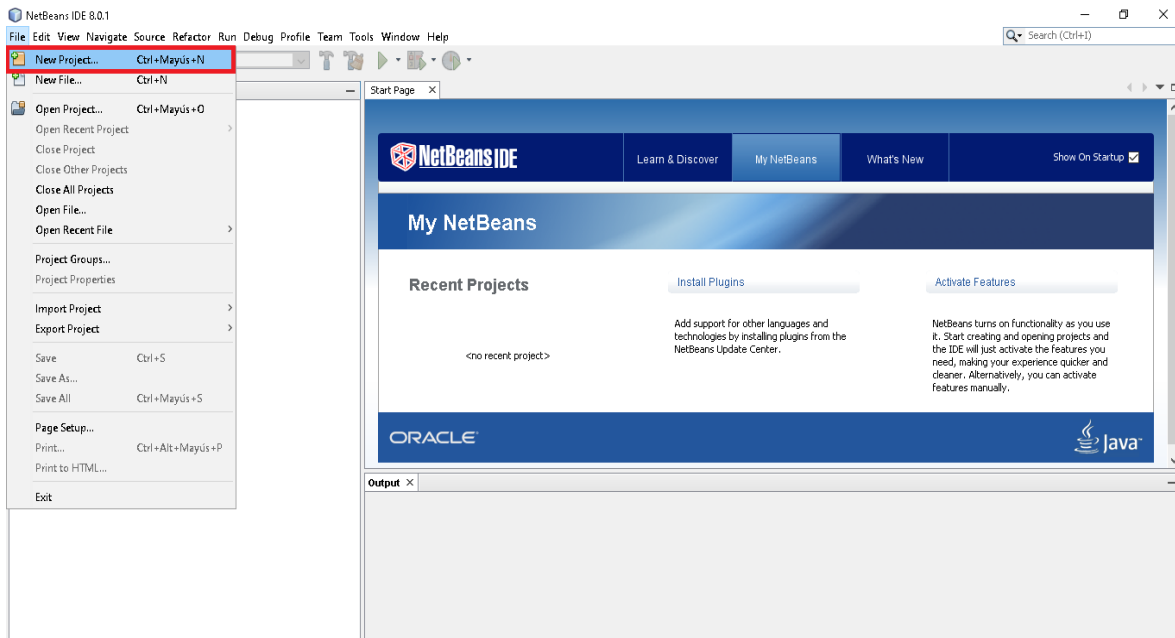 NetBeans IDE 8.0.1
File Edit View Navigate Source Refactor Run Debug Profile Team Tools Window Help
Search (Ctrl+I)
New Project... Ctrl+Mayús+N
New File... Ctrl+N
Open Project... Ctrl+Mayús+O
Open Recent Project
Close Project
Close Other Projects
Close All Projects
Open File...
Open Recent File
Project Groups...
Project Properties
Import Project
Export Project
Save Ctrl+S
Save As...
Save All Ctrl+Mayús+S
Page Setup...
Print... Ctrl+Alt+Mayús+P
Print to HTML...
Exit
Start Page
NetBeans IDE
Learn & Discover
My NetBeans
What's New
Show On Startup
My NetBeans
Recent Projects
<no recent project>
Install Plugins
Add support for other languages and
technologies by installing plugins from the
NetBeans Update Center.
Activate Features
NetBeans turns on functionality as you use
it. Start creating and opening projects and
the IDE will just activate the features you
need, making your experience quicker and
cleaner. Alternatively, you can activate
features manually.
ORACLE
Java
Output